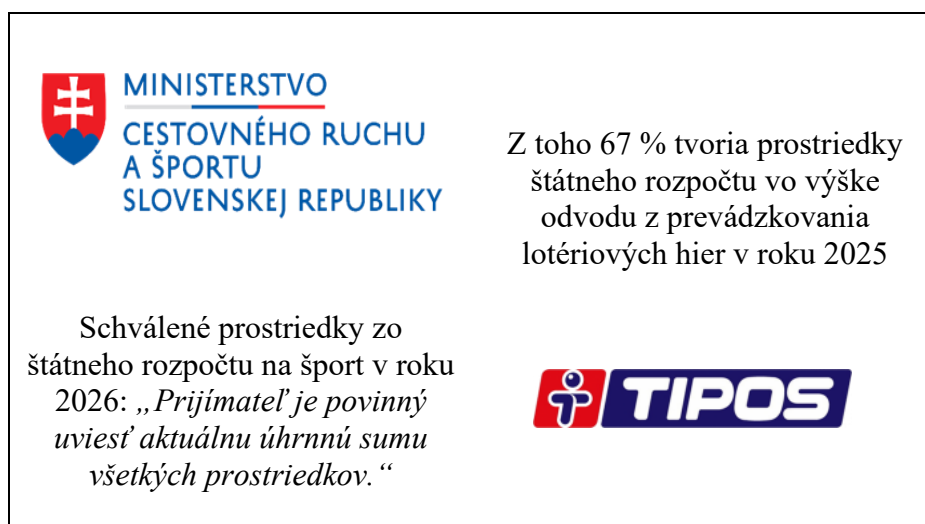 MINISTERSTVO
CESTOVNÉHO RUCHU
A ŠPORTU
SLOVENSKEJ REPUBLIKY
Schválené prostriedky zo
štátneho rozpočtu na šport v roku
2026: „Prijímateľ je povinný
uviesť aktuálnu úhrnnú sumu
všetkých prostriedkov.“
Z toho 67 % tvoria prostriedky
štátneho rozpočtu vo výške
odvodu z prevádzkovania
lotériových hier v roku 2025
TIPOS